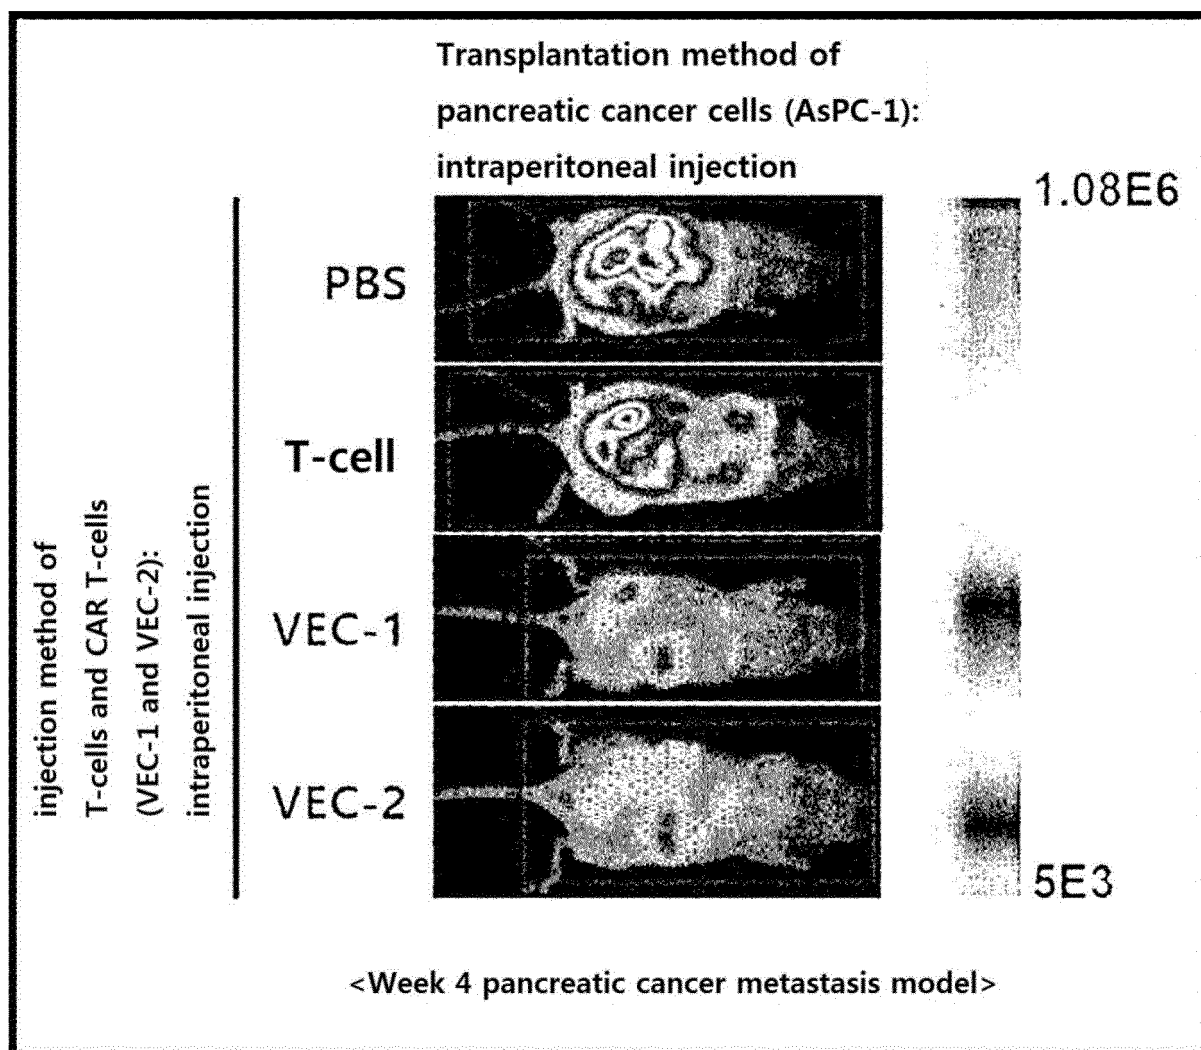 Transplantation method of
pancreatic cancer cells (AsPC-1):
intraperitoneal injection
1.08E6
PBS
T-cell
VEC-1
VEC-2
5E3
injection method of
T-cells and CAR T-cells
(VEC-1 and VEC-2):
intraperitoneal injection
<Week 4 pancreatic cancer metastasis model>